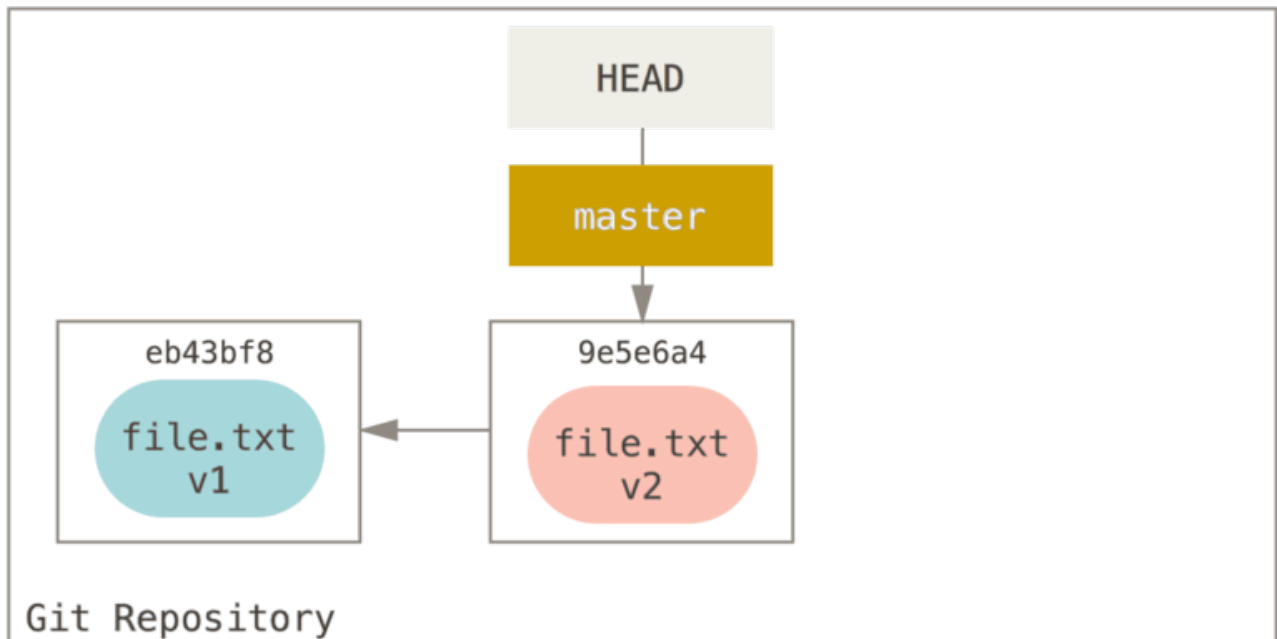 HEAD
master
eb43bf8
file.txt
v1
9e5e6a4
file.txt
v2
Git Repository